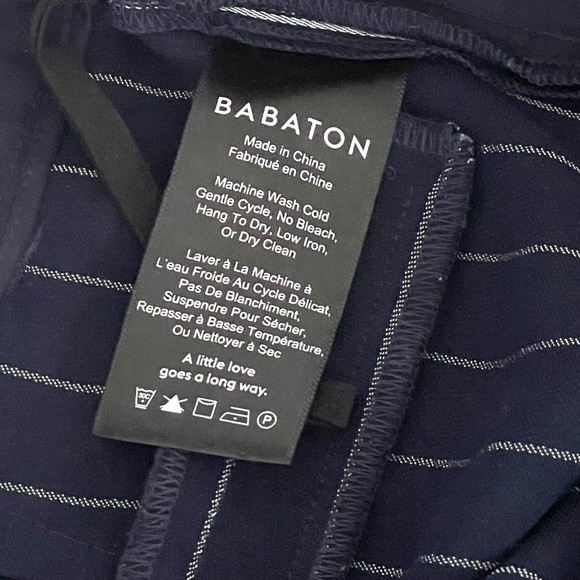 BABATON
Made in China
Fabriqué en Chine
Machine Wash Cold
Gentle Cycle, No Bleach,
Hang To Dry, Low Iron,
Or Dry Clean
Laver à La Machine à
L'eau Froide Au Cycle Délicat,
Pas De Blanchiment,
Suspendre Pour Sécher,
Repasser à Basse Température,
Ou Nettoyer à Sec
A little love
goes a long way.
30C P